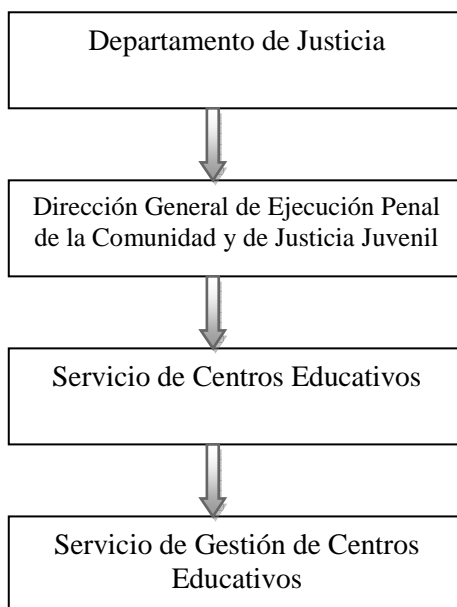 Departamento de Justicia
Dirección General de Ejecución Penal
de la Comunidad y de Justicia Juvenil
Servicio de Centros Educativos
Servicio de Gestión de Centros
Educativos